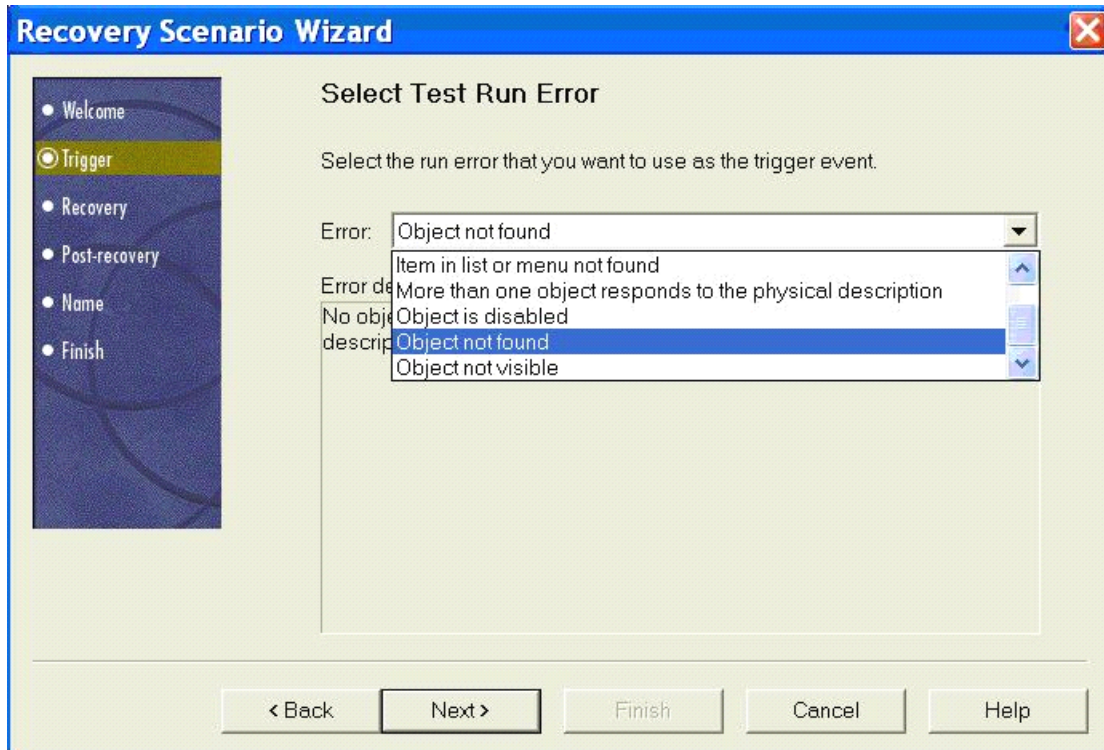 Recovery Scenario Wizard
Welcome
Trigger
Recovery
Post-recovery
Name
Finish
Select Test Run Error
Select the run error that you want to use as the trigger event.
Error: Object not found
Item in list or menu not found
Error de
More than one object responds to the physical description
No obje
Object is disabled
descrip
Object not found
Object not visible
< Back
Next >
Finish
Cancel
Help